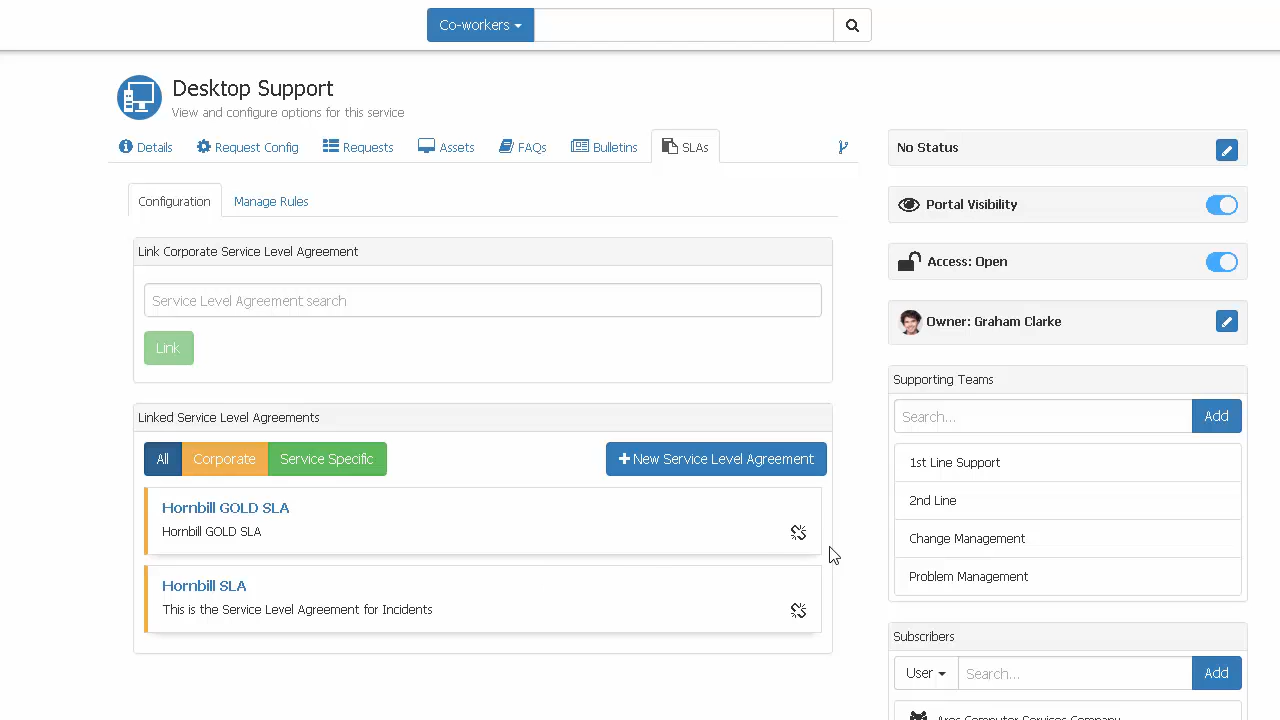 Co-workers
Desktop Support
View and configure options for this service
Details
Request Config
Requests
Assets
FAQs
Bulletins
SLAs
Configuration
Manage Rules
Link Corporate Service Level Agreement
Service Level Agreement search
Link
Linked Service Level Agreements
All
Corporate
Service Specific
New Service Level Agreement
Hornbill GOLD SLA
Hornbill GOLD SLA
Hornbill SLA
This is the Service Level Agreement for Incidents
No Status
Portal Visibility
Access: Open
Owner: Graham Clarke
Supporting Teams
Search...
Add
1st Line Support
2nd Line
Change Management
Problem Management
Subscribers
User
Search...
Add
Ares Computer Services Company